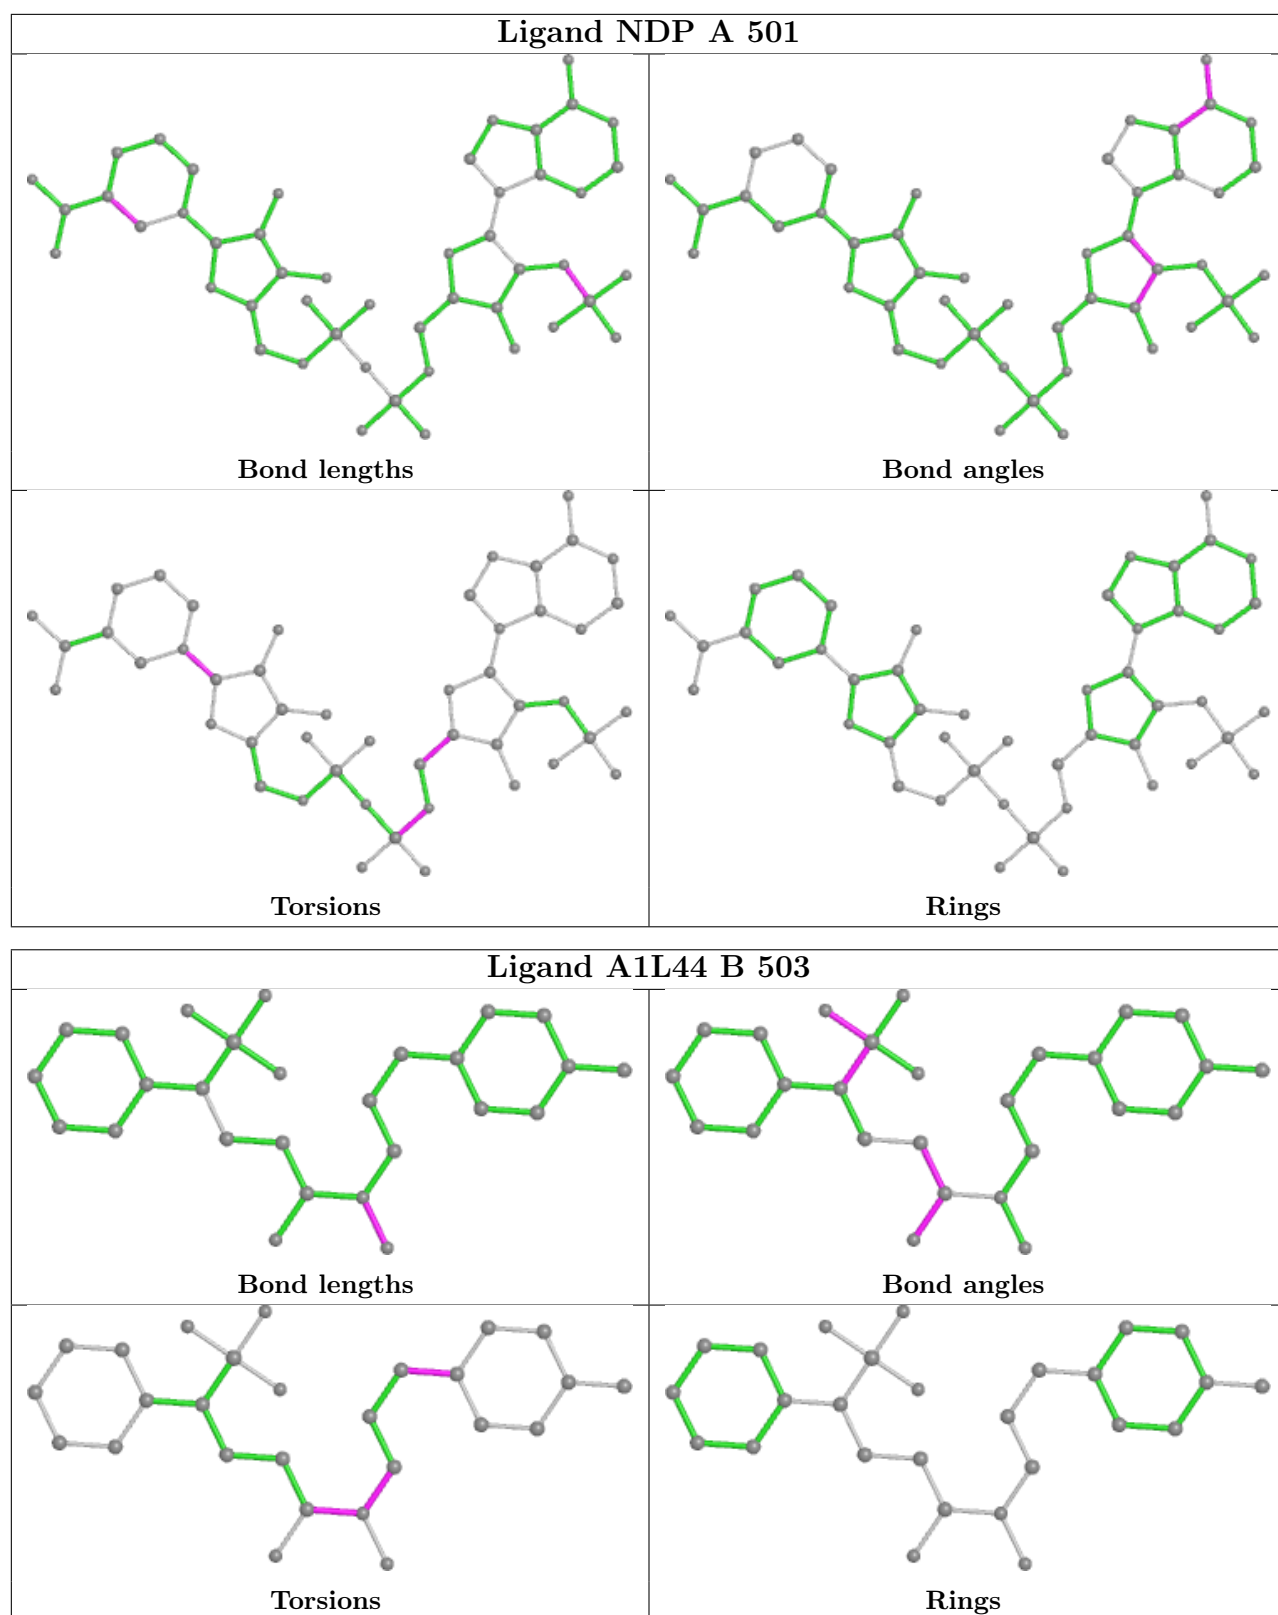 Ligand NDP A 501
Bond lengths
Bond angles
Torsions
Rings
Ligand A1L44 B 503
Bond lengths
Bond angles
Torsions
Rings